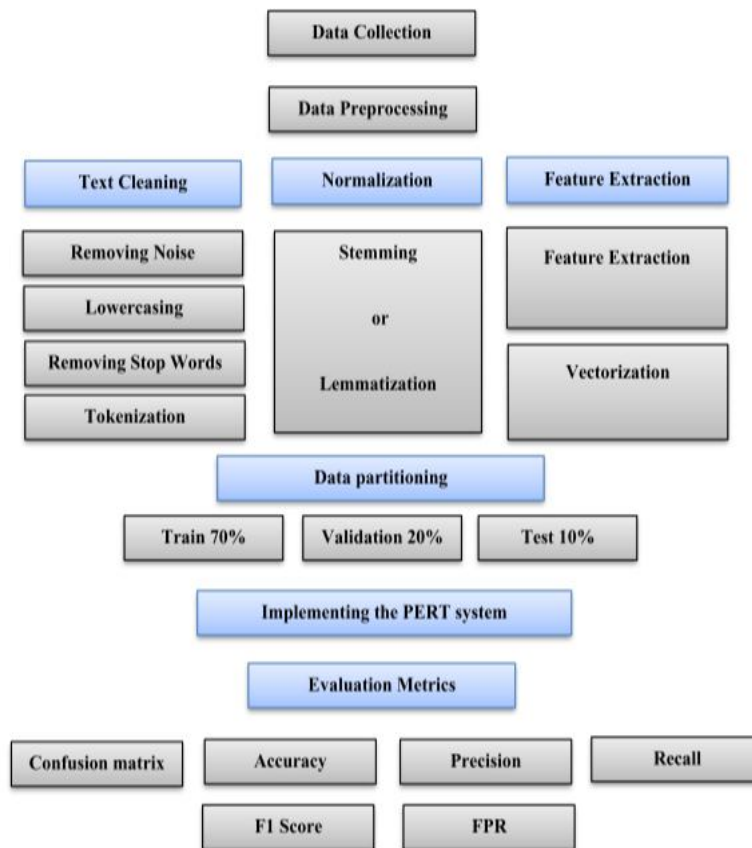 Data Collection
Data Preprocessing
Text Cleaning
Normalization
Feature Extraction
Removing Noise
Lowercasing
Removing Stop Words
Tokenization
Stemming
or
Lemmatization
Feature Extraction
Vectorization
Data partitioning
Train 70%
Validation 20%
Test 10%
Implementing the PERT system
Evaluation Metrics
Confusion matrix
Accuracy
Precision
Recall
F1 Score
FPR